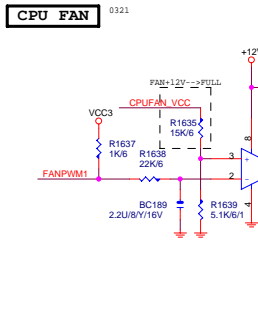 CPU FAN 0321
+12
FAN+12V-->FULL
CPUFAN_VCC
VCC3
R1635
15K/6
R1637
1K/6
R1638
22K/6
8
3
+
FANPWM1
2
-
4
BC189
2.2U/8/Y/16V
R1639
5.1K/6/1